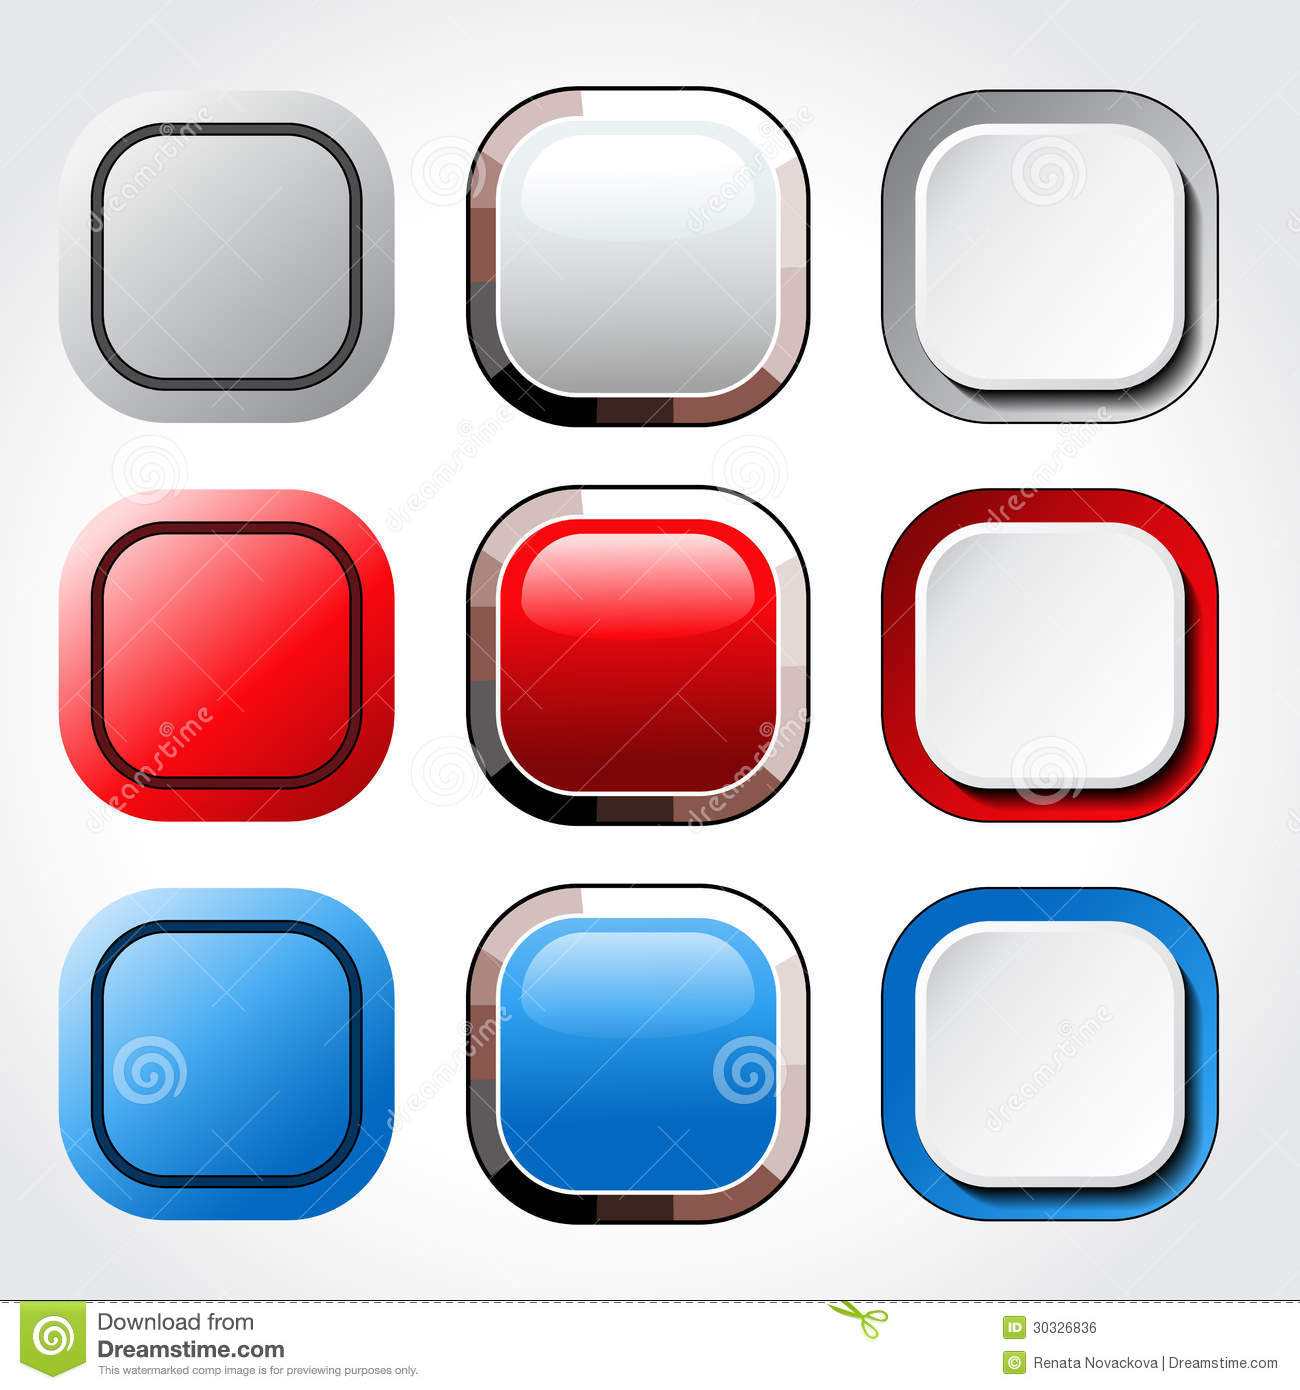 Download from
Dreamstime.com
This watermarked comp image is for previewing purposes only.
ID 30326836
© Renata Novackova | Dreamstime.com